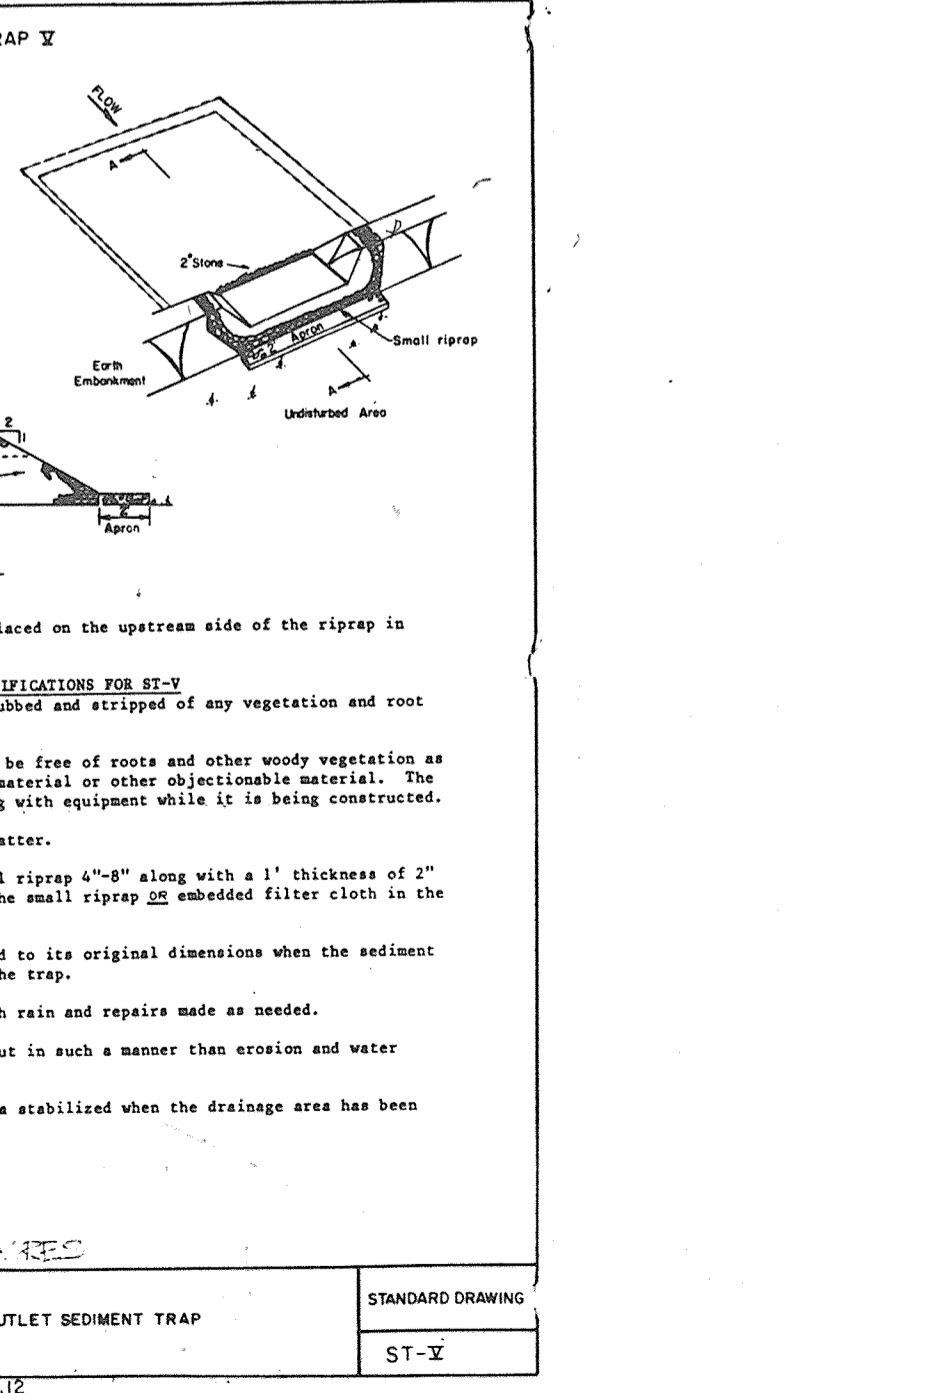 RAP V
FLOW
A
2"Stone
Apron
Small riprap
Earth
Embankment
A
Undisturbed Area
2
1
2'
Apron
laced on the upstream side of the riprap in
IFICATIONS FOR ST-V
ubbed and stripped of any vegetation and root
be free of roots and other woody vegetation as
material or other objectionable material. The
g with equipment while it is being constructed.
atter.
l riprap 4"-8" along with a 1' thickness of 2"
he small riprap OR embedded filter cloth in the
d to its original dimensions when the sediment
he trap.
h rain and repairs made as needed.
ut in such a manner than erosion and water
a stabilized when the drainage area has been
UTLET SEDIMENT TRAP
STANDARD DRAWING
ST-V
.12